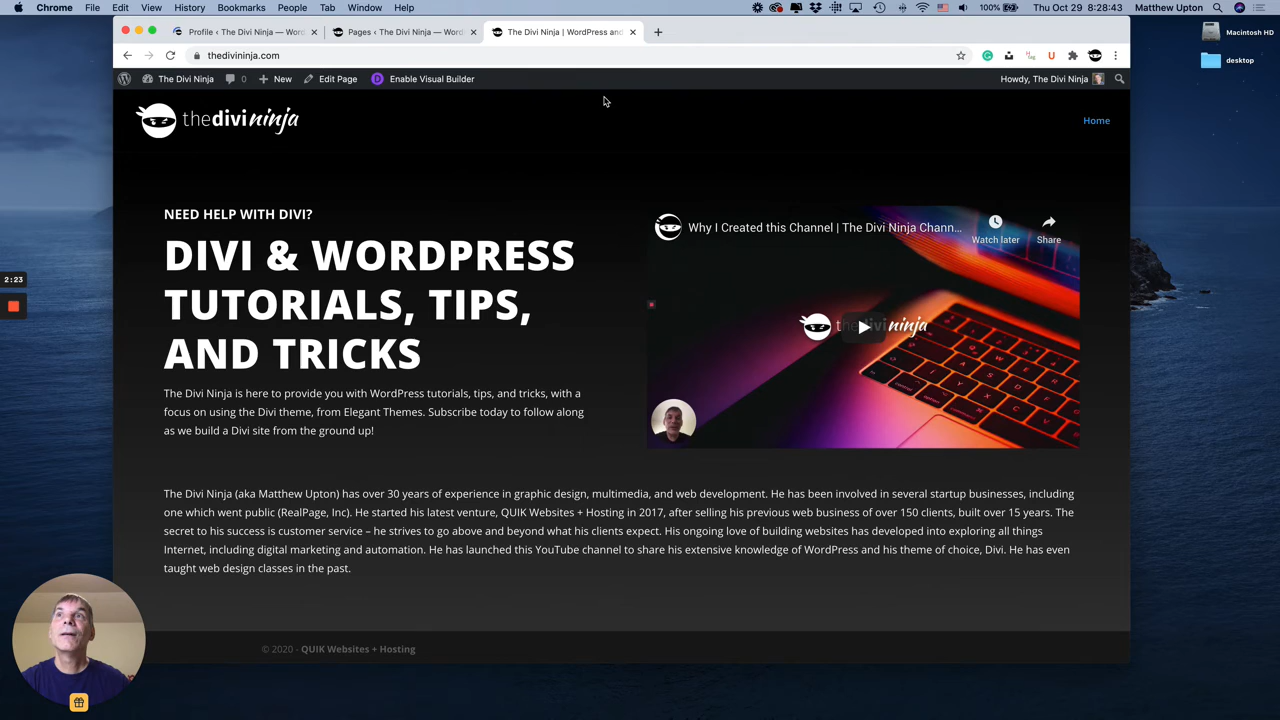 Chrome File Edit View History Bookmarks People Tab Window Help
100% Thu Oct 29 8:28:43 Matthew Upton
Macintosh HD
desktop
Profile ‹ The Divi Ninja — Word
Pages ‹ The Divi Ninja — WordP
The Divi Ninja | WordPress and
thedivininja.com
The Divi Ninja 0 New Edit Page D Enable Visual Builder
Howdy, The Divi Ninja
thedivininja
Home
NEED HELP WITH DIVI?
DIVI & WORDPRESS
TUTORIALS, TIPS,
AND TRICKS
The Divi Ninja is here to provide you with WordPress tutorials, tips, and tricks, with a
focus on using the Divi theme, from Elegant Themes. Subscribe today to follow along
as we build a Divi site from the ground up!
Why I Created this Channel | The Divi Ninja Chann...
Watch later
Share
2:23
The Divi Ninja (aka Matthew Upton) has over 30 years of experience in graphic design, multimedia, and web development. He has been involved in several startup businesses, including
one which went public (RealPage, Inc). He started his latest venture, QUIK Websites + Hosting in 2017, after selling his previous web business of over 150 clients, built over 15 years. The
secret to his success is customer service – he strives to go above and beyond what his clients expect. His ongoing love of building websites has developed into exploring all things
Internet, including digital marketing and automation. He has launched this YouTube channel to share his extensive knowledge of WordPress and his theme of choice, Divi. He has even
taught web design classes in the past.
© 2020 - QUIK Websites + Hosting